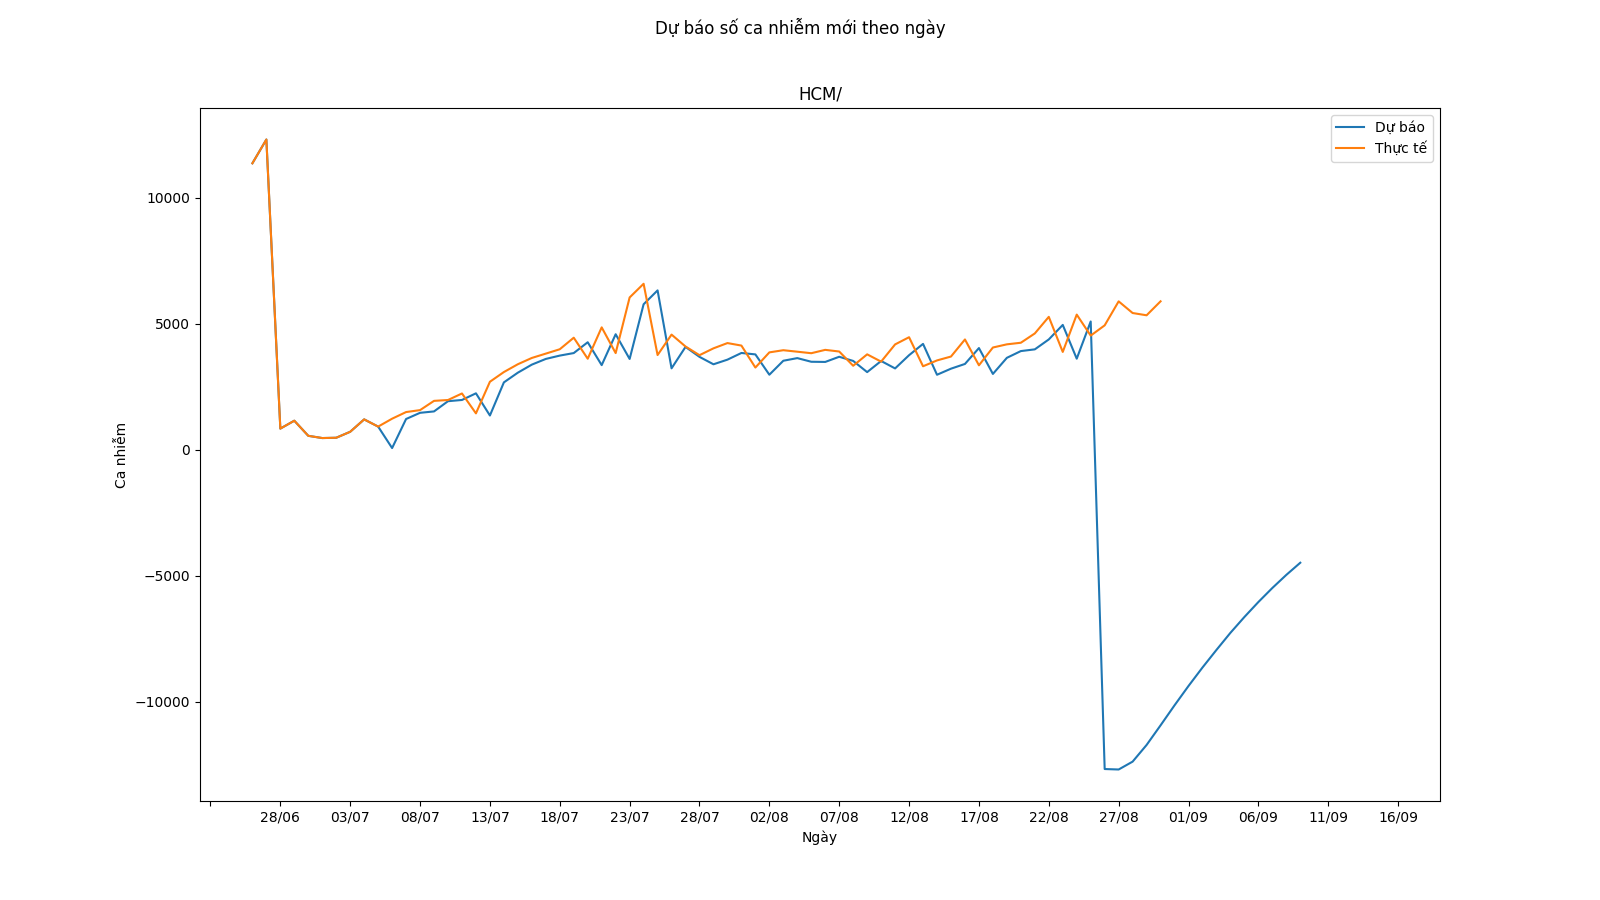 Dự báo số ca nhiễm mới theo ngày
HCM/
Dự báo
Thực tế
10000
5000
0
−5000
−10000
Ca nhiễm
28/06 03/07 08/07 13/07 18/07 23/07 28/07 02/08 07/08 12/08 17/08 22/08 27/08 01/09 06/09 11/09 16/09
Ngày